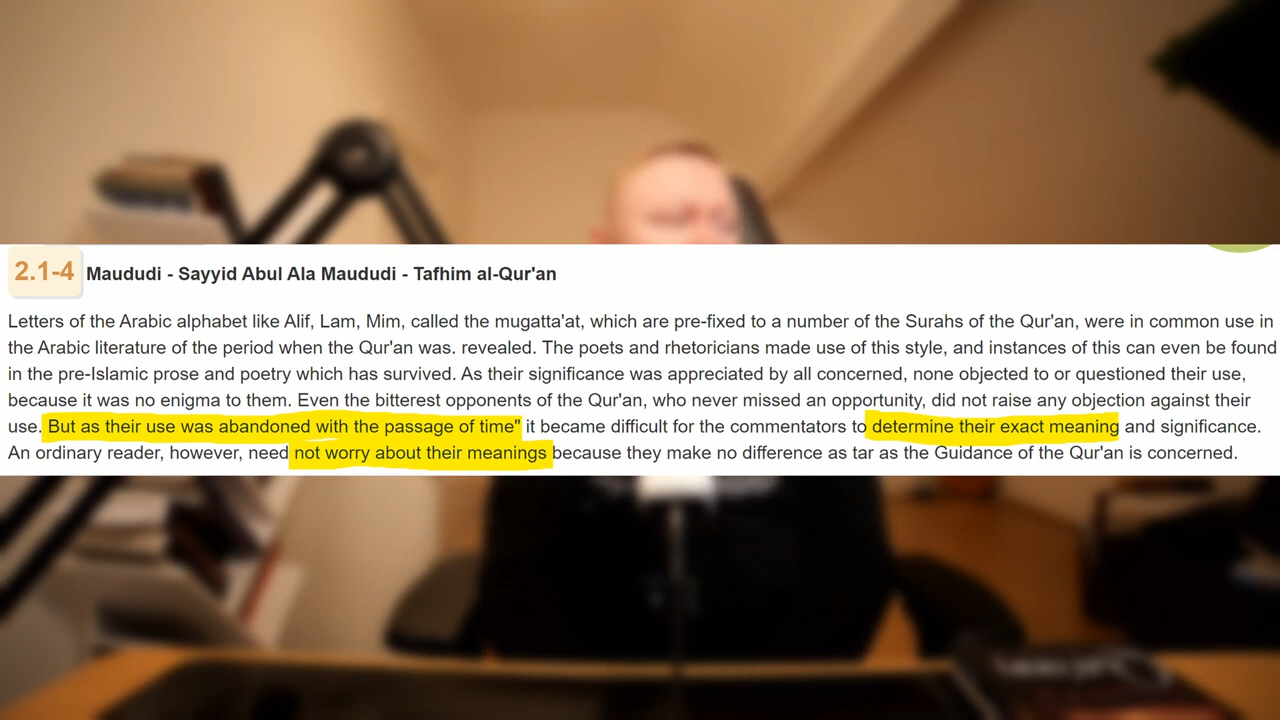 2.1-4 Maududi - Sayyid Abul Ala Maududi - Tafhim al-Qur'an
Letters of the Arabic alphabet like Alif, Lam, Mim, called the mugatta'at, which are pre-fixed to a number of the Surahs of the Qur'an, were in common use in
the Arabic literature of the period when the Qur'an was. revealed. The poets and rhetoricians made use of this style, and instances of this can even be found
in the pre-Islamic prose and poetry which has survived. As their significance was appreciated by all concerned, none objected to or questioned their use,
because it was no enigma to them. Even the bitterest opponents of the Qur'an, who never missed an opportunity, did not raise any objection against their
use. But as their use was abandoned with the passage of time" it became difficult for the commentators to determine their exact meaning and significance.
An ordinary reader, however, need not worry about their meanings because they make no difference as tar as the Guidance of the Qur'an is concerned.